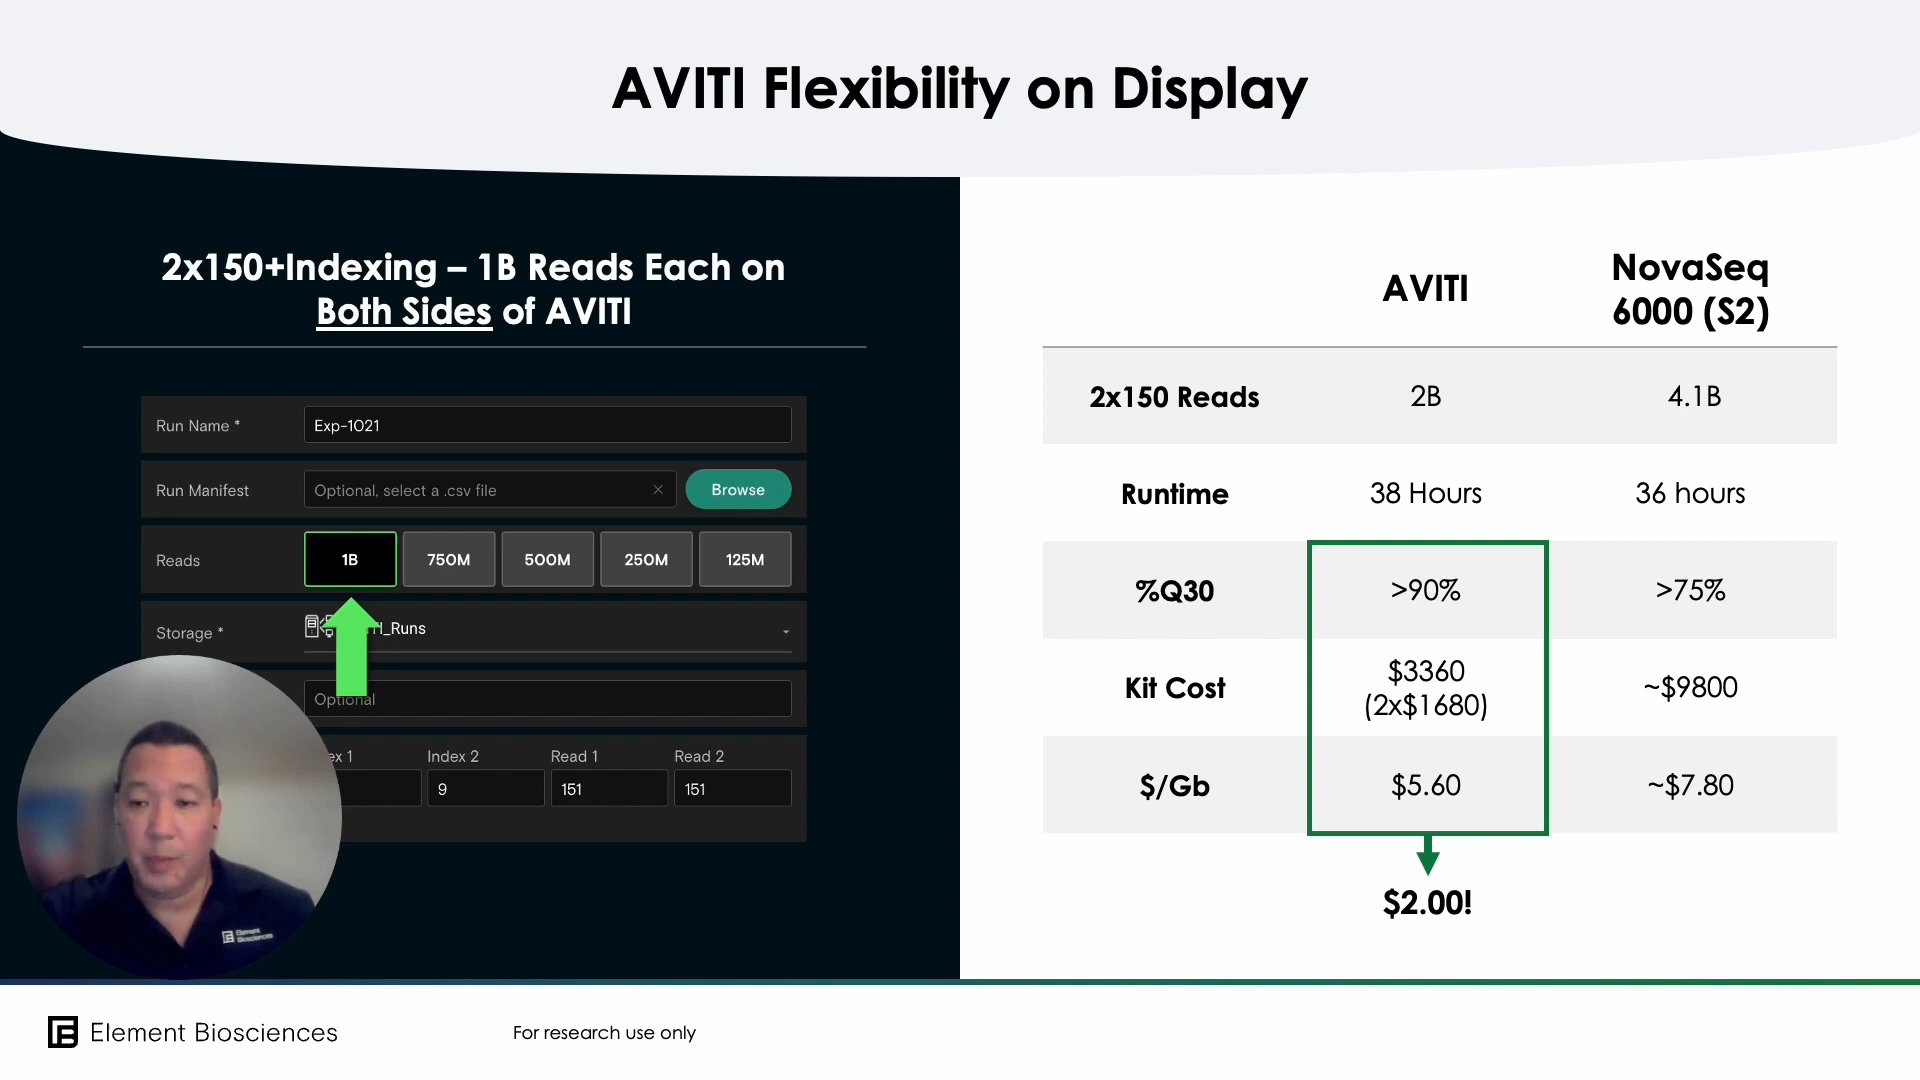 AVITI Flexibility on Display
2x150+Indexing – 1B Reads Each on
Both Sides of AVITI
Run Name *
Exp-1021
Run Manifest
Optional, select a .csv file
Browse
Reads
1B 750M 500M 250M 125M
Storage *
_Runs
Optional
ex 1 Index 2 Read 1 Read 2
9 151 151
AVITI
NovaSeq
6000 (S2)
2x150 Reads 2B 4.1B
Runtime 38 Hours 36 hours
%Q30 >90% >75%
Kit Cost $3360
(2x$1680) ~$9800
$/Gb $5.60 ~$7.80
$2.00!
Element
Biosciences
Element Biosciences
For research use only